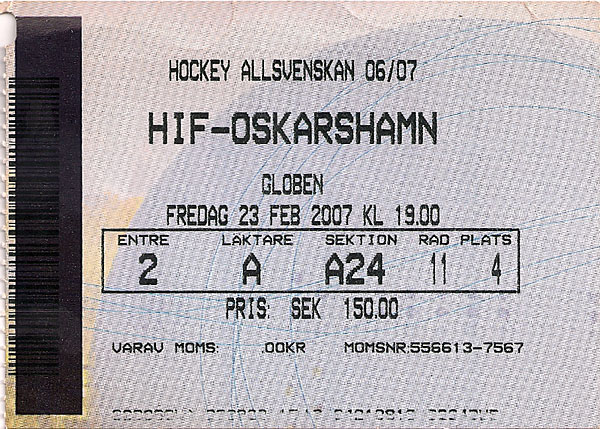 HOCKEY ALLSVENSKAN 06/07
HIF-OSKARSHAMN
GLOBEN
FREDAG 23 FEB 2007 KL 19.00
ENTRE LÄKTARE SEKTION RAD PLATS
2 A A24 11 4
PRIS: SEK 150.00
VARAV MOMS: .00KR MOMSNR:556613-7567